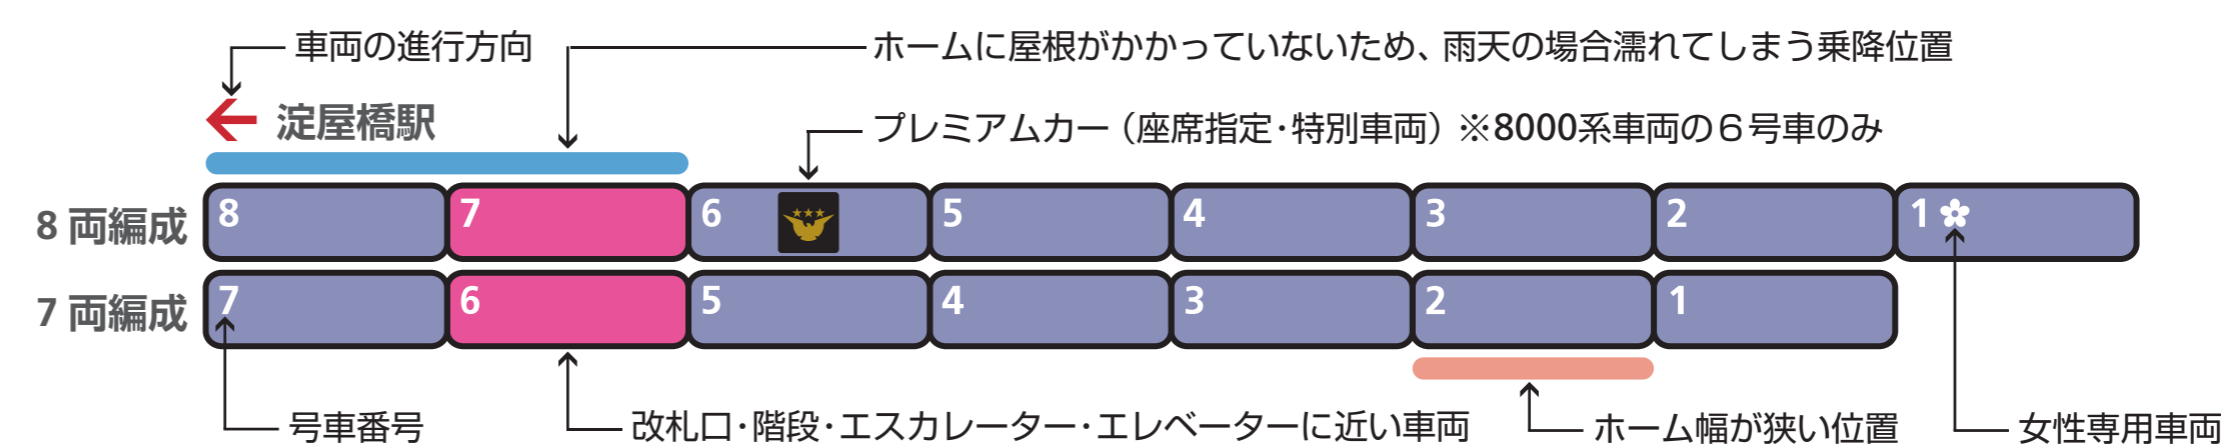 車両の進行方向
ホームに屋根がかかっていないため、雨天の場合濡れてしまう乗降位置
淀屋橋駅
プレミアムカー（座席指定･特別車両）※8000系車両の６号車のみ
8 両編成 8 7 6 5 4 3 2 1
7 両編成 7 6 5 4 3 2 1
号車番号
改札口･階段･エスカレーター･エレベーターに近い車両
ホーム幅が狭い位置
女性専用車両